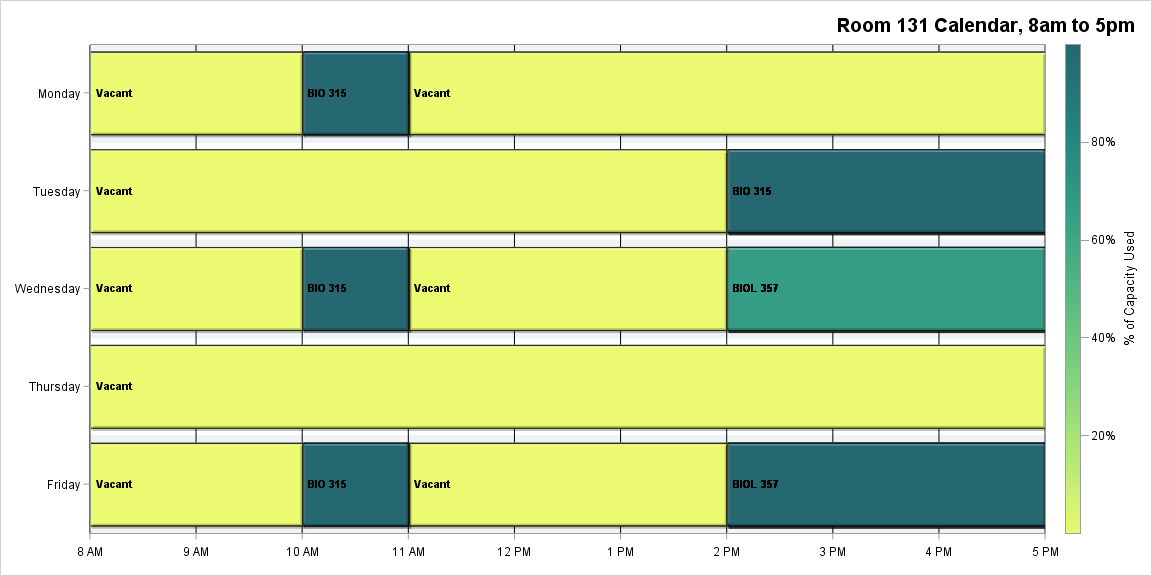 Room 131 Calendar, 8am to 5pm
Monday
Vacant
BIO 315
Vacant
Tuesday
Vacant
BIO 315
Wednesday
Vacant
BIO 315
Vacant
BIOL 357
Thursday
Vacant
Friday
Vacant
BIO 315
Vacant
BIOL 357
8 AM
9 AM
10 AM
11 AM
12 PM
1 PM
2 PM
3 PM
4 PM
5 PM
80%
60%
40%
20%
% of Capacity Used